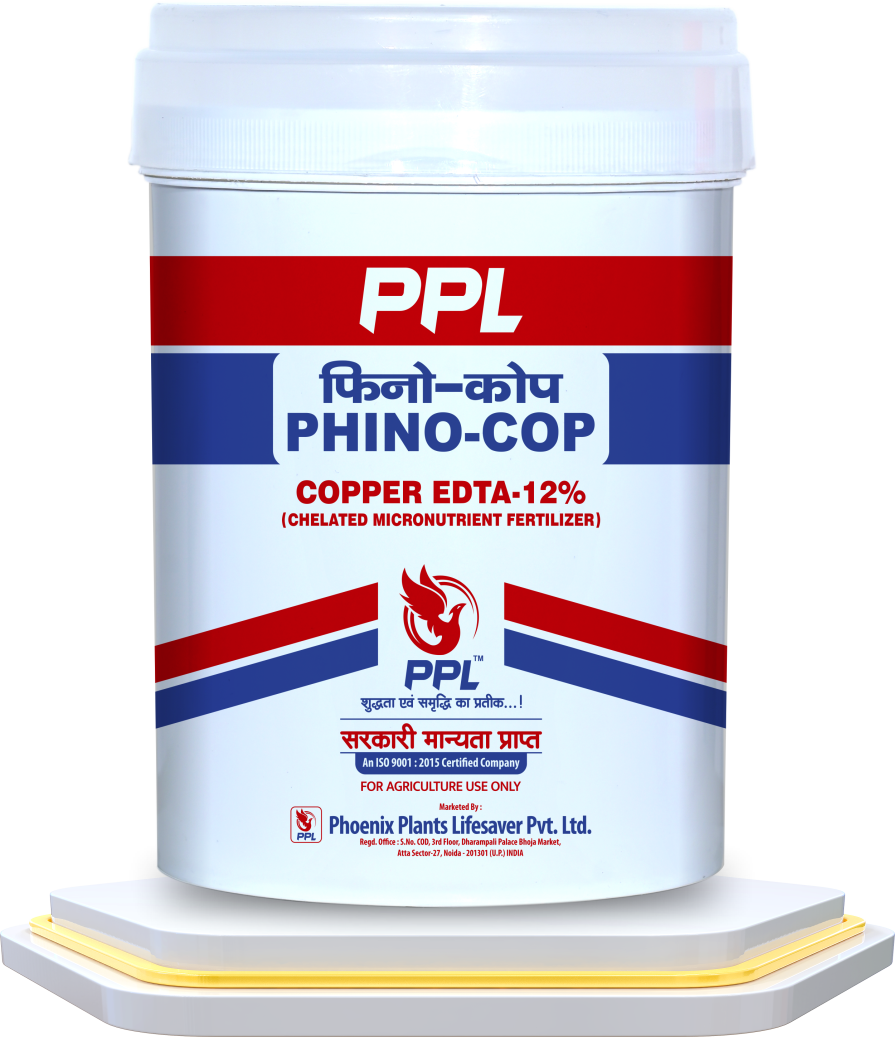 PPL
फिनो-कोप
PHINO-COP
COPPER EDTA-12%
(CHELATED MICRONUTRIENT FERTILIZER)
PPL™
शुद्धता एवं समृद्धि का प्रतीक...!
सरकारी मान्यता प्राप्त
An ISO 9001 : 2015 Certified Company
FOR AGRICULTURE USE ONLY
Marketed By :
PPL
Phoenix Plants Lifesaver Pvt. Ltd.
Regd. Office : S.No. COD, 3rd Floor, Dharampali Palace Bhoja Market,
Atta Sector-27, Noida - 201301 (U.P.) INDIA